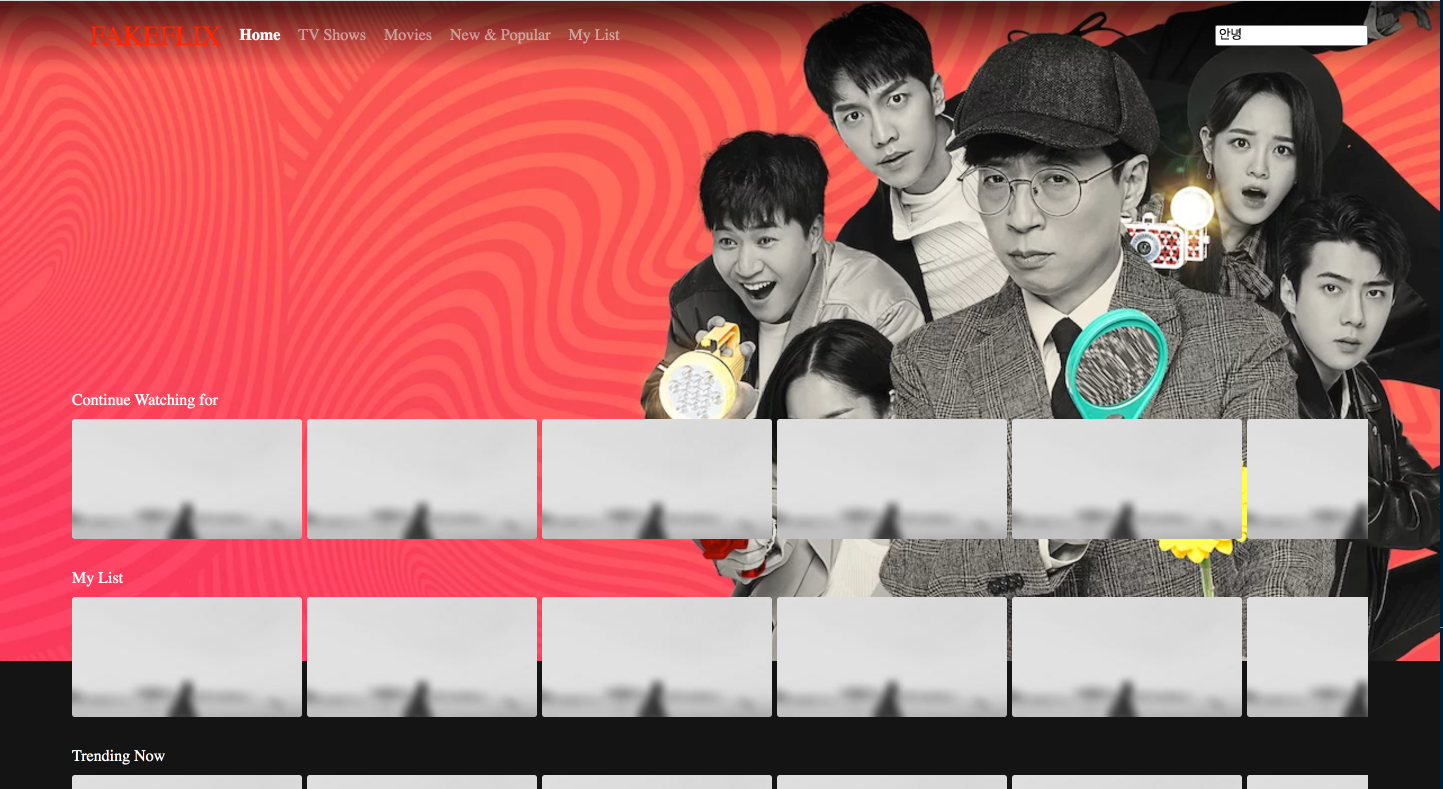 FAKEFLIX Home TV Shows Movies New & Popular My List 안녕
Continue Watching for
My List
Trending Now